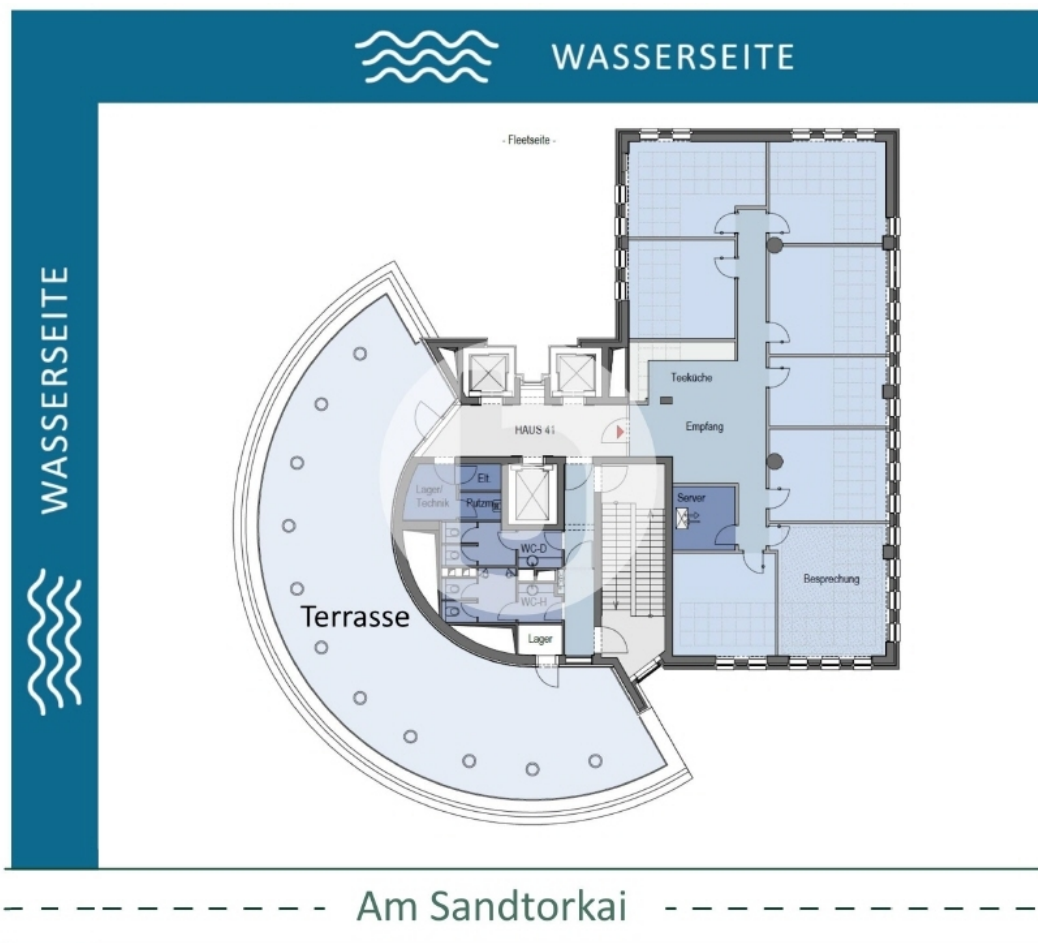 WASSERSEITE
- Fleetseite -
WASSERSEITE
Teeküche
HAUS 41
Empfang
Elt.
Lager/
Technik
Putzm.
Server
WC-D
Besprechung
WC-H
Terrasse
Lager
Am Sandtorkai